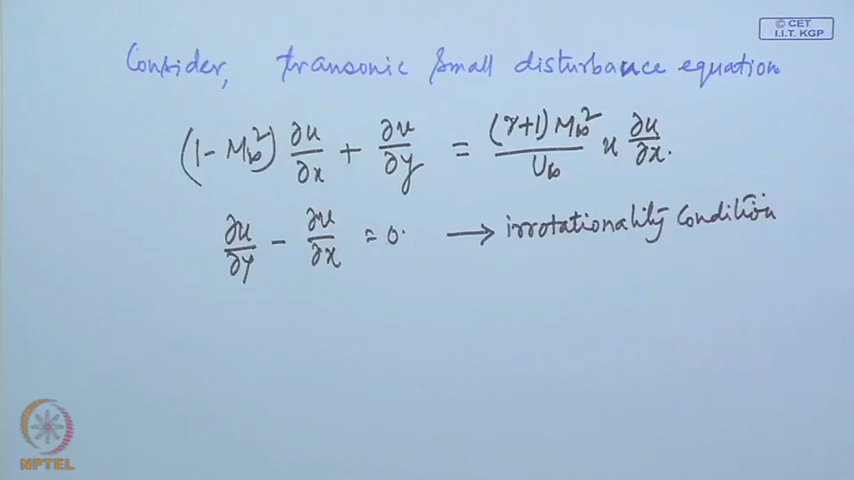 © CET
I.I.T. KGP
Consider, transonic small disturbance equation
(1 - M∞²) ∂u/∂x + ∂v/∂y = (γ+1) M∞² / U∞ u ∂u/∂x.
∂u/∂y - ∂v/∂x = 0. → irrotationality condition
NPTEL